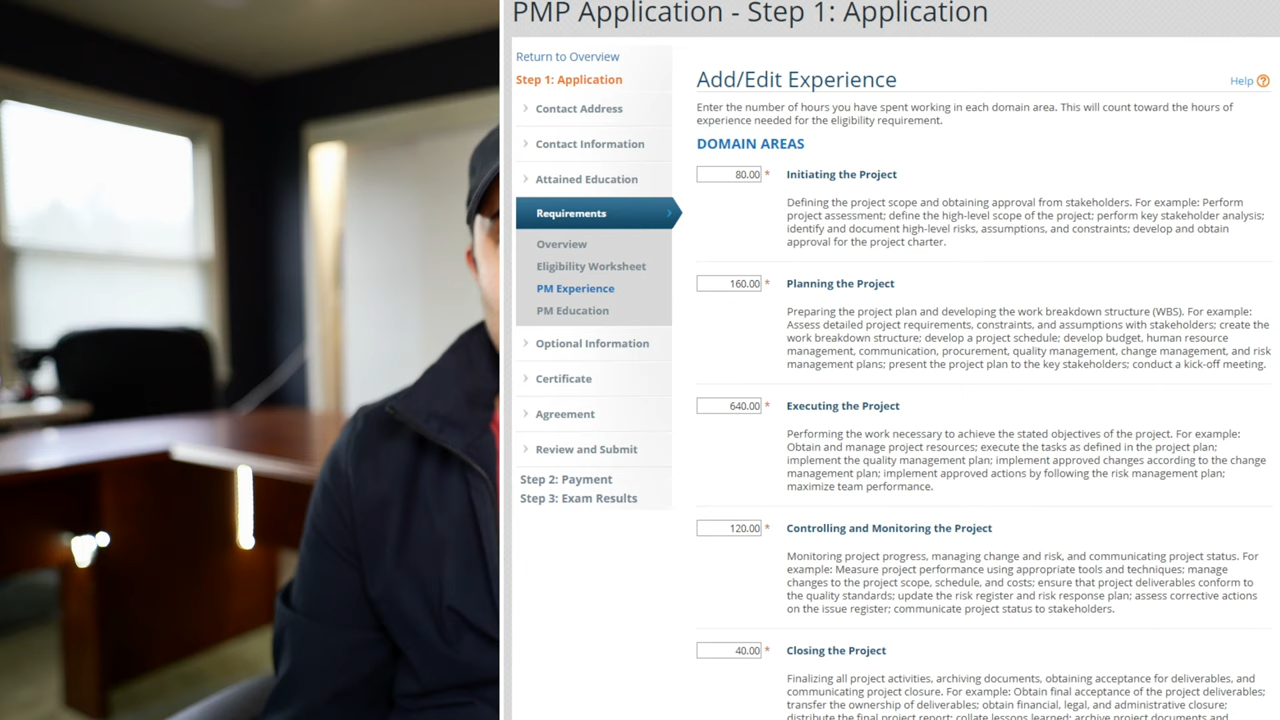 PMP Application - Step 1: Application
Return to Overview
Step 1: Application
Contact Address
Contact Information
Attained Education
Requirements
Overview
Eligibility Worksheet
PM Experience
PM Education
Optional Information
Certificate
Agreement
Review and Submit
Step 2: Payment
Step 3: Exam Results
Add/Edit Experience
Help ?
Enter the number of hours you have spent working in each domain area. This will count toward the hours of
experience needed for the eligibility requirement.
DOMAIN AREAS
80.00 * Initiating the Project
Defining the project scope and obtaining approval from stakeholders. For example: Perform
project assessment; define the high-level scope of the project; perform key stakeholder analysis;
identify and document high-level risks, assumptions, and constraints; develop and obtain
approval for the project charter.
160.00 * Planning the Project
Preparing the project plan and developing the work breakdown structure (WBS). For example:
Assess detailed project requirements, constraints, and assumptions with stakeholders; create the
work breakdown structure; develop a project schedule; develop budget, human resource
management, communication, procurement, quality management, change management, and risk
management plans; present the project plan to the key stakeholders; conduct a kick-off meeting.
640.00 * Executing the Project
Performing the work necessary to achieve the stated objectives of the project. For example:
Obtain and manage project resources; execute the tasks as defined in the project plan;
implement the quality management plan; implement approved changes according to the change
management plan; implement approved actions by following the risk management plan;
maximize team performance.
120.00 * Controlling and Monitoring the Project
Monitoring project progress, managing change and risk, and communicating project status. For
example: Measure project performance using appropriate tools and techniques; manage
changes to the project scope, schedule, and costs; ensure that project deliverables conform to
the quality standards; update the risk register and risk response plan; assess corrective actions
on the issue register; communicate project status to stakeholders.
40.00 * Closing the Project
Finalizing all project activities, archiving documents, obtaining acceptance for deliverables, and
communicating project closure. For example: Obtain final acceptance of the project deliverables;
transfer the ownership of deliverables; obtain financial, legal, and administrative closure;
distribute the final project report; collate lessons learned; archive project documents and